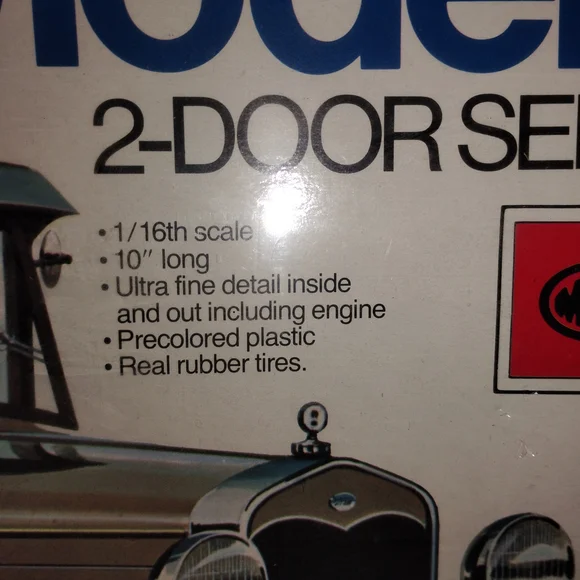 2-DOOR
• 1/16th scale
• 10″ long
• Ultra fine detail inside
and out including engine
• Precolored plastic
• Real rubber tires.